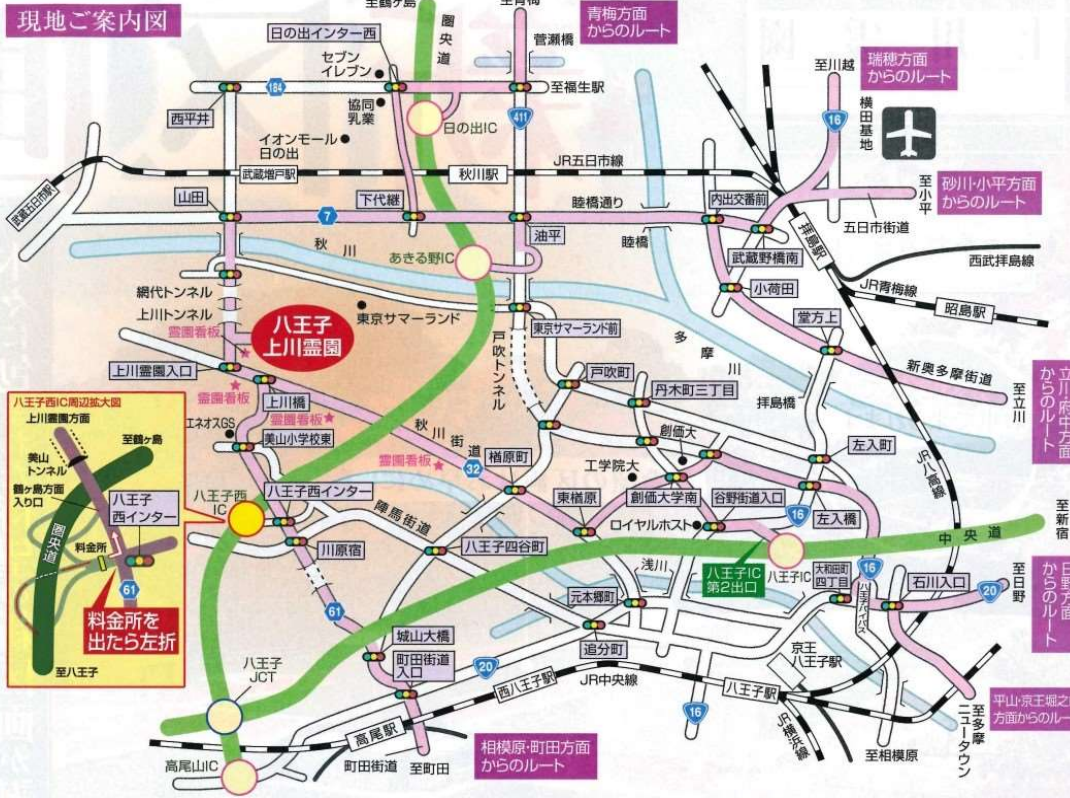 現地ご案内図
至鶴ヶ島
圏央道
至青梅
青梅方面
からのルート
日の出インター西
菅瀬橋
セブン
イレブン
184
至福生駅
西平井
協同
乳業
日の出IC
411
イオンモール
日の出
至川越
瑞穂方面
からのルート
16
横田基地
JR五日市線
武蔵五日市駅
武蔵増戸駅
秋川駅
山田
下代継
7
睦橋通り
内出交番前
至小平
砂川・小平方面
からのルート
五日市街道
油平
睦橋
武蔵野橋南
拝島駅
西武拝島線
秋川
あきる野IC
小荷田
JR青梅線
昭島駅
網代トンネル
上川トンネル
霊園看板
八王子
上川霊園
東京サマーランド
東京サマーランド前
多摩川
堂方上
新奥多摩街道
至立川
立川・府中方面
からのルート
上川霊園入口
戸吹トンネル
戸吹町
丹木町三丁目
拝島橋
霊園看板
上川橋
霊園看板
エネオスGS
美山小学校東
秋川街道
32
霊園看板
楢原町
創価大
工学院大
左入町
JR八高線
八王子西IC周辺拡大図
上川霊園方面
至鶴ヶ島
美山
トンネル
鶴ヶ島方面
入り口
八王子
西インター
圏央道
料金所
61
料金所を
出たら左折
至八王子
八王子西
IC
八王子西インター
陣馬街道
東楢原
創価大学南
谷野街道入口
16
左入橋
ロイヤルホスト
中央道
至新宿
川原宿
八王子四谷町
浅川
八王子IC
第2出口
八王子IC
大和田町
四丁目
16
八王子バイパス
石川入口
20
至日野
日野方面
からのルート
61
元本郷町
追分町
城山大橋
町田街道
入口
20
京王
八王子駅
八王子
JCT
西八王子駅
JR中央線
八王子駅
16
JR横浜線
至相模原
至多摩
ニュータウン
平山・京王堀之内
方面からのルート
高尾駅
高尾山IC
町田街道
至町田
相模原・町田方面
からのルート